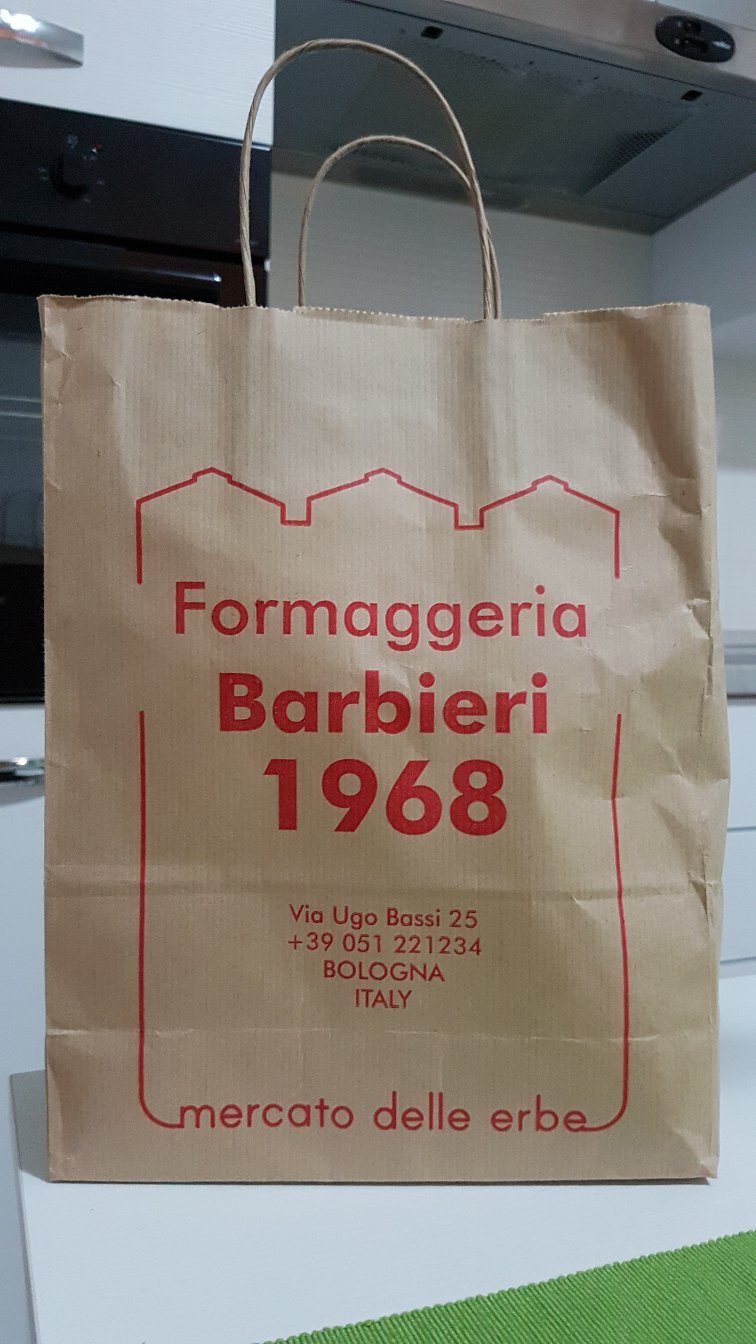 Formaggeria
Barbieri
1968
Via Ugo Bassi 25
+39 051 221234
BOLOGNA
ITALY
mercato delle erbe